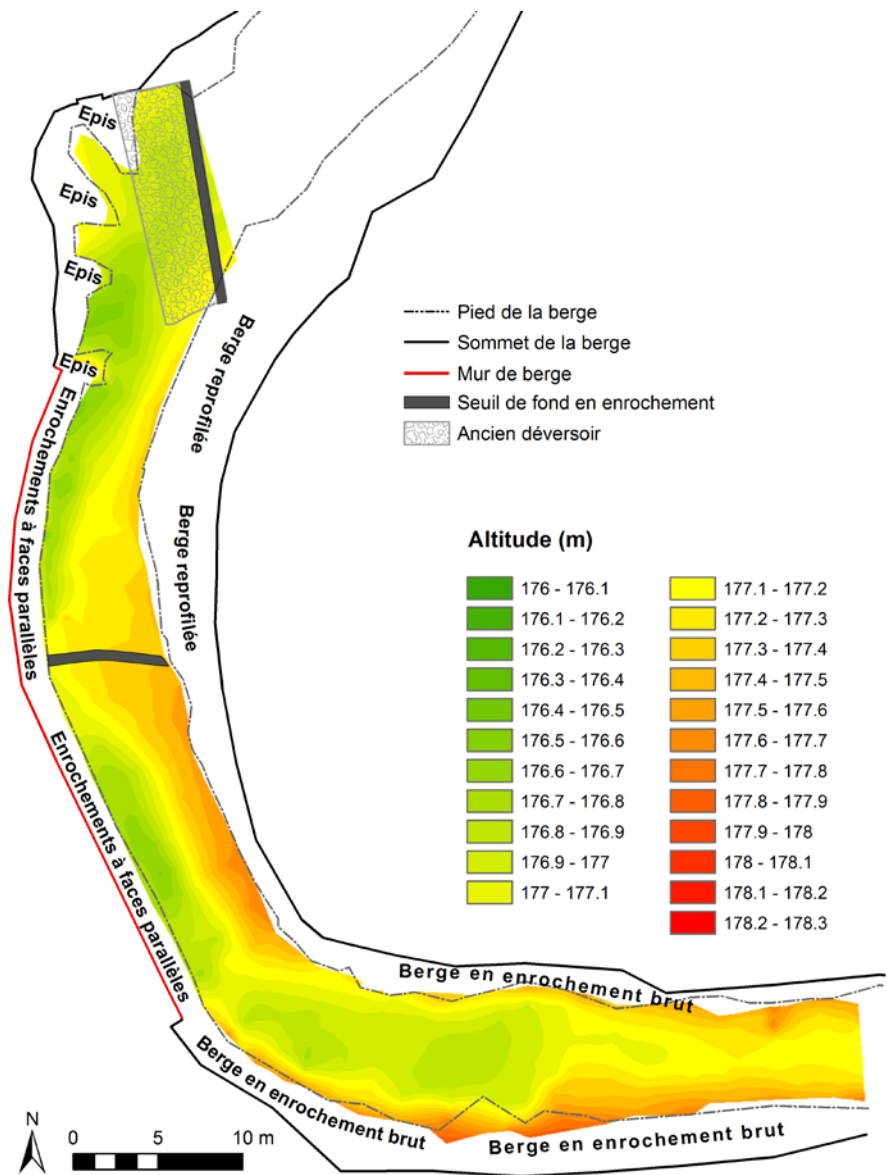 Epis
Epis
Epis
Epis
Berge reprofilée
Berge reprofilée
Enrochements à faces parallèles
Enrochements à faces parallèles
Pied de la berge
Sommet de la berge
Mur de berge
Seuil de fond en enrochement
Ancien déversoir
Altitude (m)
176 - 176.1
176.1 - 176.2
176.2 - 176.3
176.3 - 176.4
176.4 - 176.5
176.5 - 176.6
176.6 - 176.7
176.7 - 176.8
176.8 - 176.9
176.9 - 177
177 - 177.1
177.1 - 177.2
177.2 - 177.3
177.3 - 177.4
177.4 - 177.5
177.5 - 177.6
177.6 - 177.7
177.7 - 177.8
177.8 - 177.9
177.9 - 178
178 - 178.1
178.1 - 178.2
178.2 - 178.3
Berge en enrochement brut
Berge en enrochement brut
Berge en enrochement brut
N
0 5 10 m